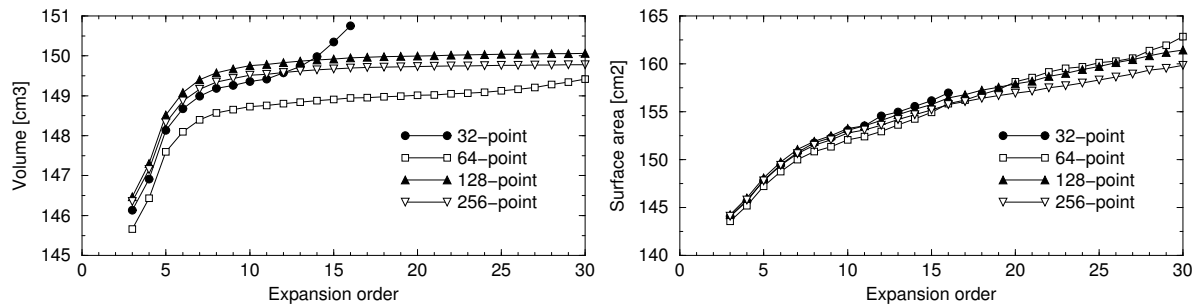 151
150
149
148
147
146
145
0
5
10
15
20
25
30
Volume [cm3]
Expansion order
32-point
64-point
128-point
256-point
165
160
155
150
145
140
0
5
10
15
20
25
30
Surface area [cm2]
Expansion order
32-point
64-point
128-point
256-point